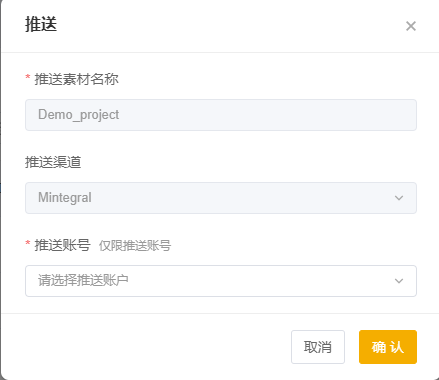 推送
* 推送素材名称
Demo_project
推送渠道
Mintegral
* 推送账号 仅限推送账号
请选择推送账户
取消 确 认